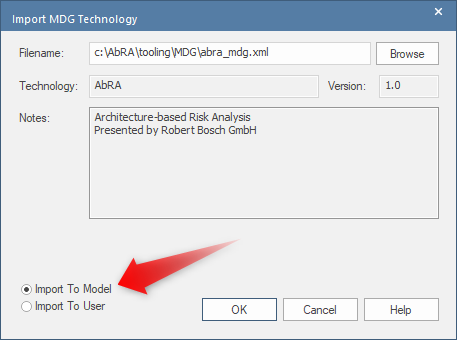 Import MDG Technology
Filename: c:\AbRA\tooling\MDG\abra_mdg.xml Browse
Technology: AbRA Version: 1.0
Notes: Architecture-based Risk Analysis
Presented by Robert Bosch GmbH
Import To Model
Import To User
OK Cancel Help